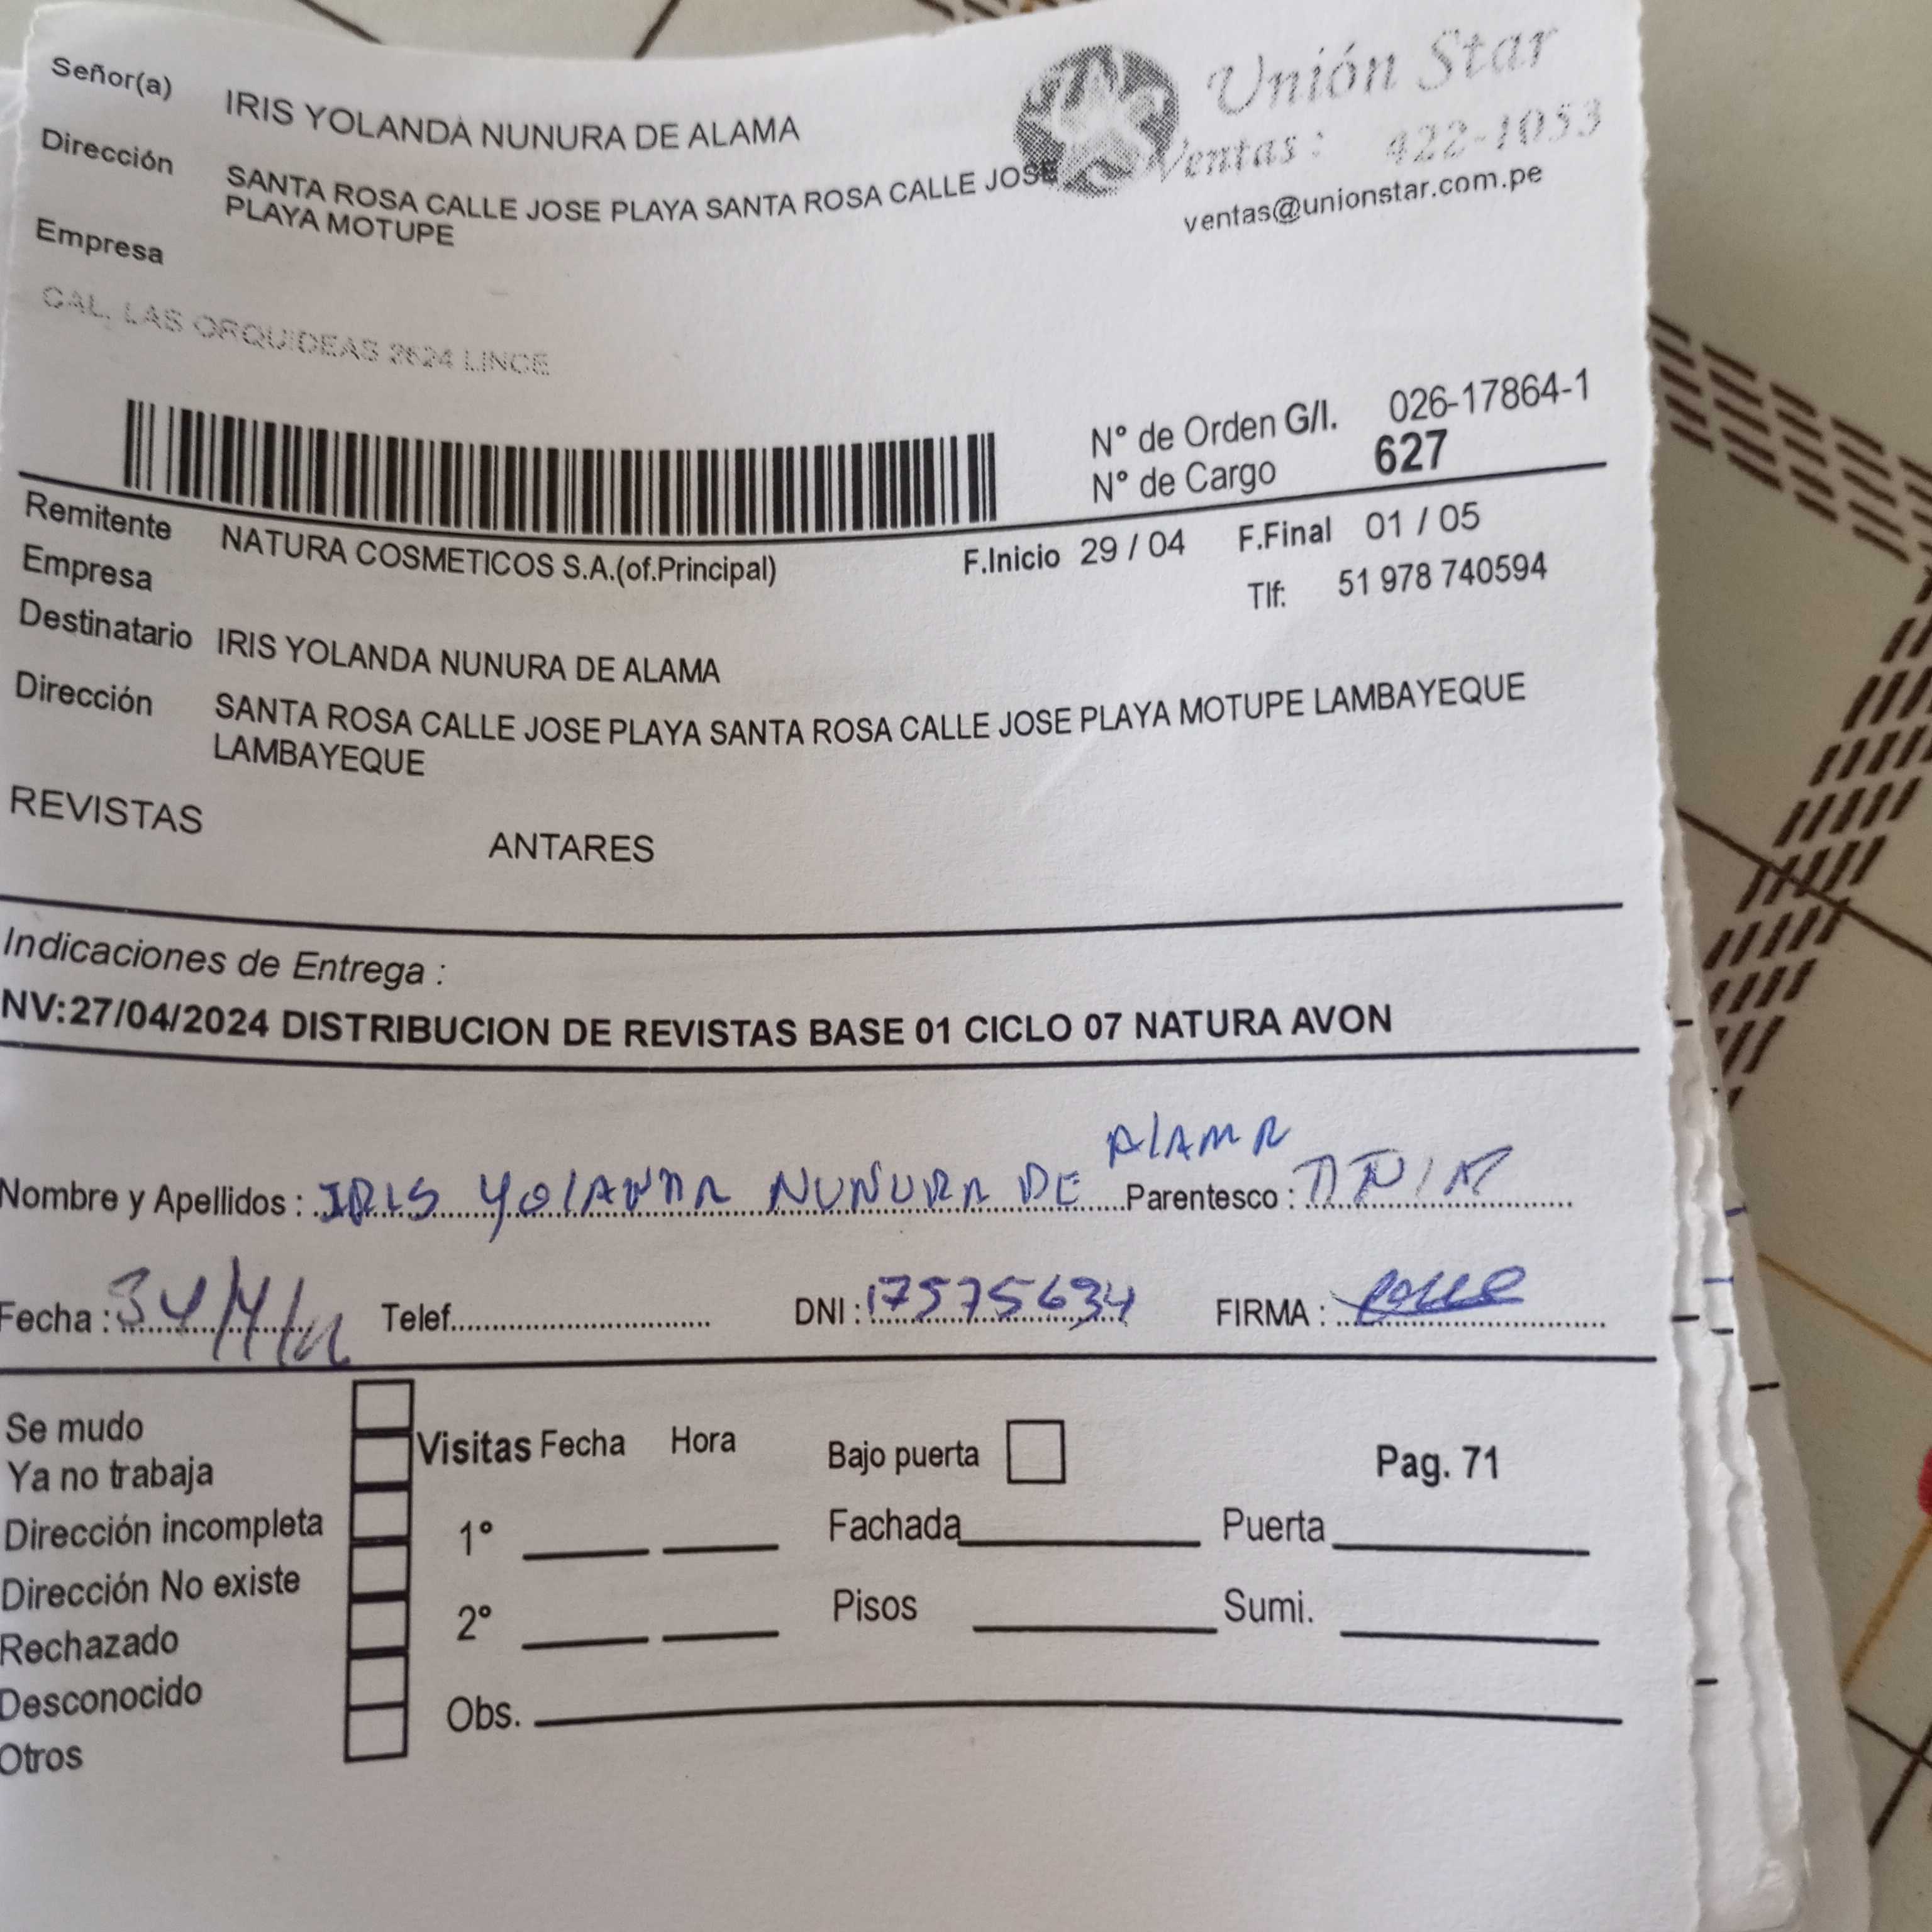 Señor(a) IRIS YOLANDA NUNURA DE ALAMA
Unión Star
Ventas: 422-1053
ventas@unionstar.com.pe
Dirección SANTA ROSA CALLE JOSE PLAYA SANTA ROSA CALLE JOSE
PLAYA MOTUPE
Empresa
CAL. LAS ORQUIDEAS 2624 LINCE
N° de Orden G/I. 026-17864-1
N° de Cargo 627
Remitente NATURA COSMETICOS S.A.(of.Principal) F.Inicio 29 / 04 F.Final 01 / 05
Empresa Tlf: 51 978 740594
Destinatario IRIS YOLANDA NUNURA DE ALAMA
Dirección SANTA ROSA CALLE JOSE PLAYA SANTA ROSA CALLE JOSE PLAYA MOTUPE LAMBAYEQUE
LAMBAYEQUE
REVISTAS ANTARES
Indicaciones de Entrega :
NV:27/04/2024 DISTRIBUCION DE REVISTAS BASE 01 CICLO 07 NATURA AVON
Nombre y Apellidos : IRIS YOLANDA NUÑURA DE ALAMA Parentesco :
Fecha : Telef. DNI : 17575634 FIRMA :
Se mudo
Ya no trabaja
Dirección incompleta
Dirección No existe
Rechazado
Desconocido
Otros
Visitas Fecha Hora Bajo puerta Pag. 71
1° Fachada Puerta
2° Pisos Sumi.
Obs.